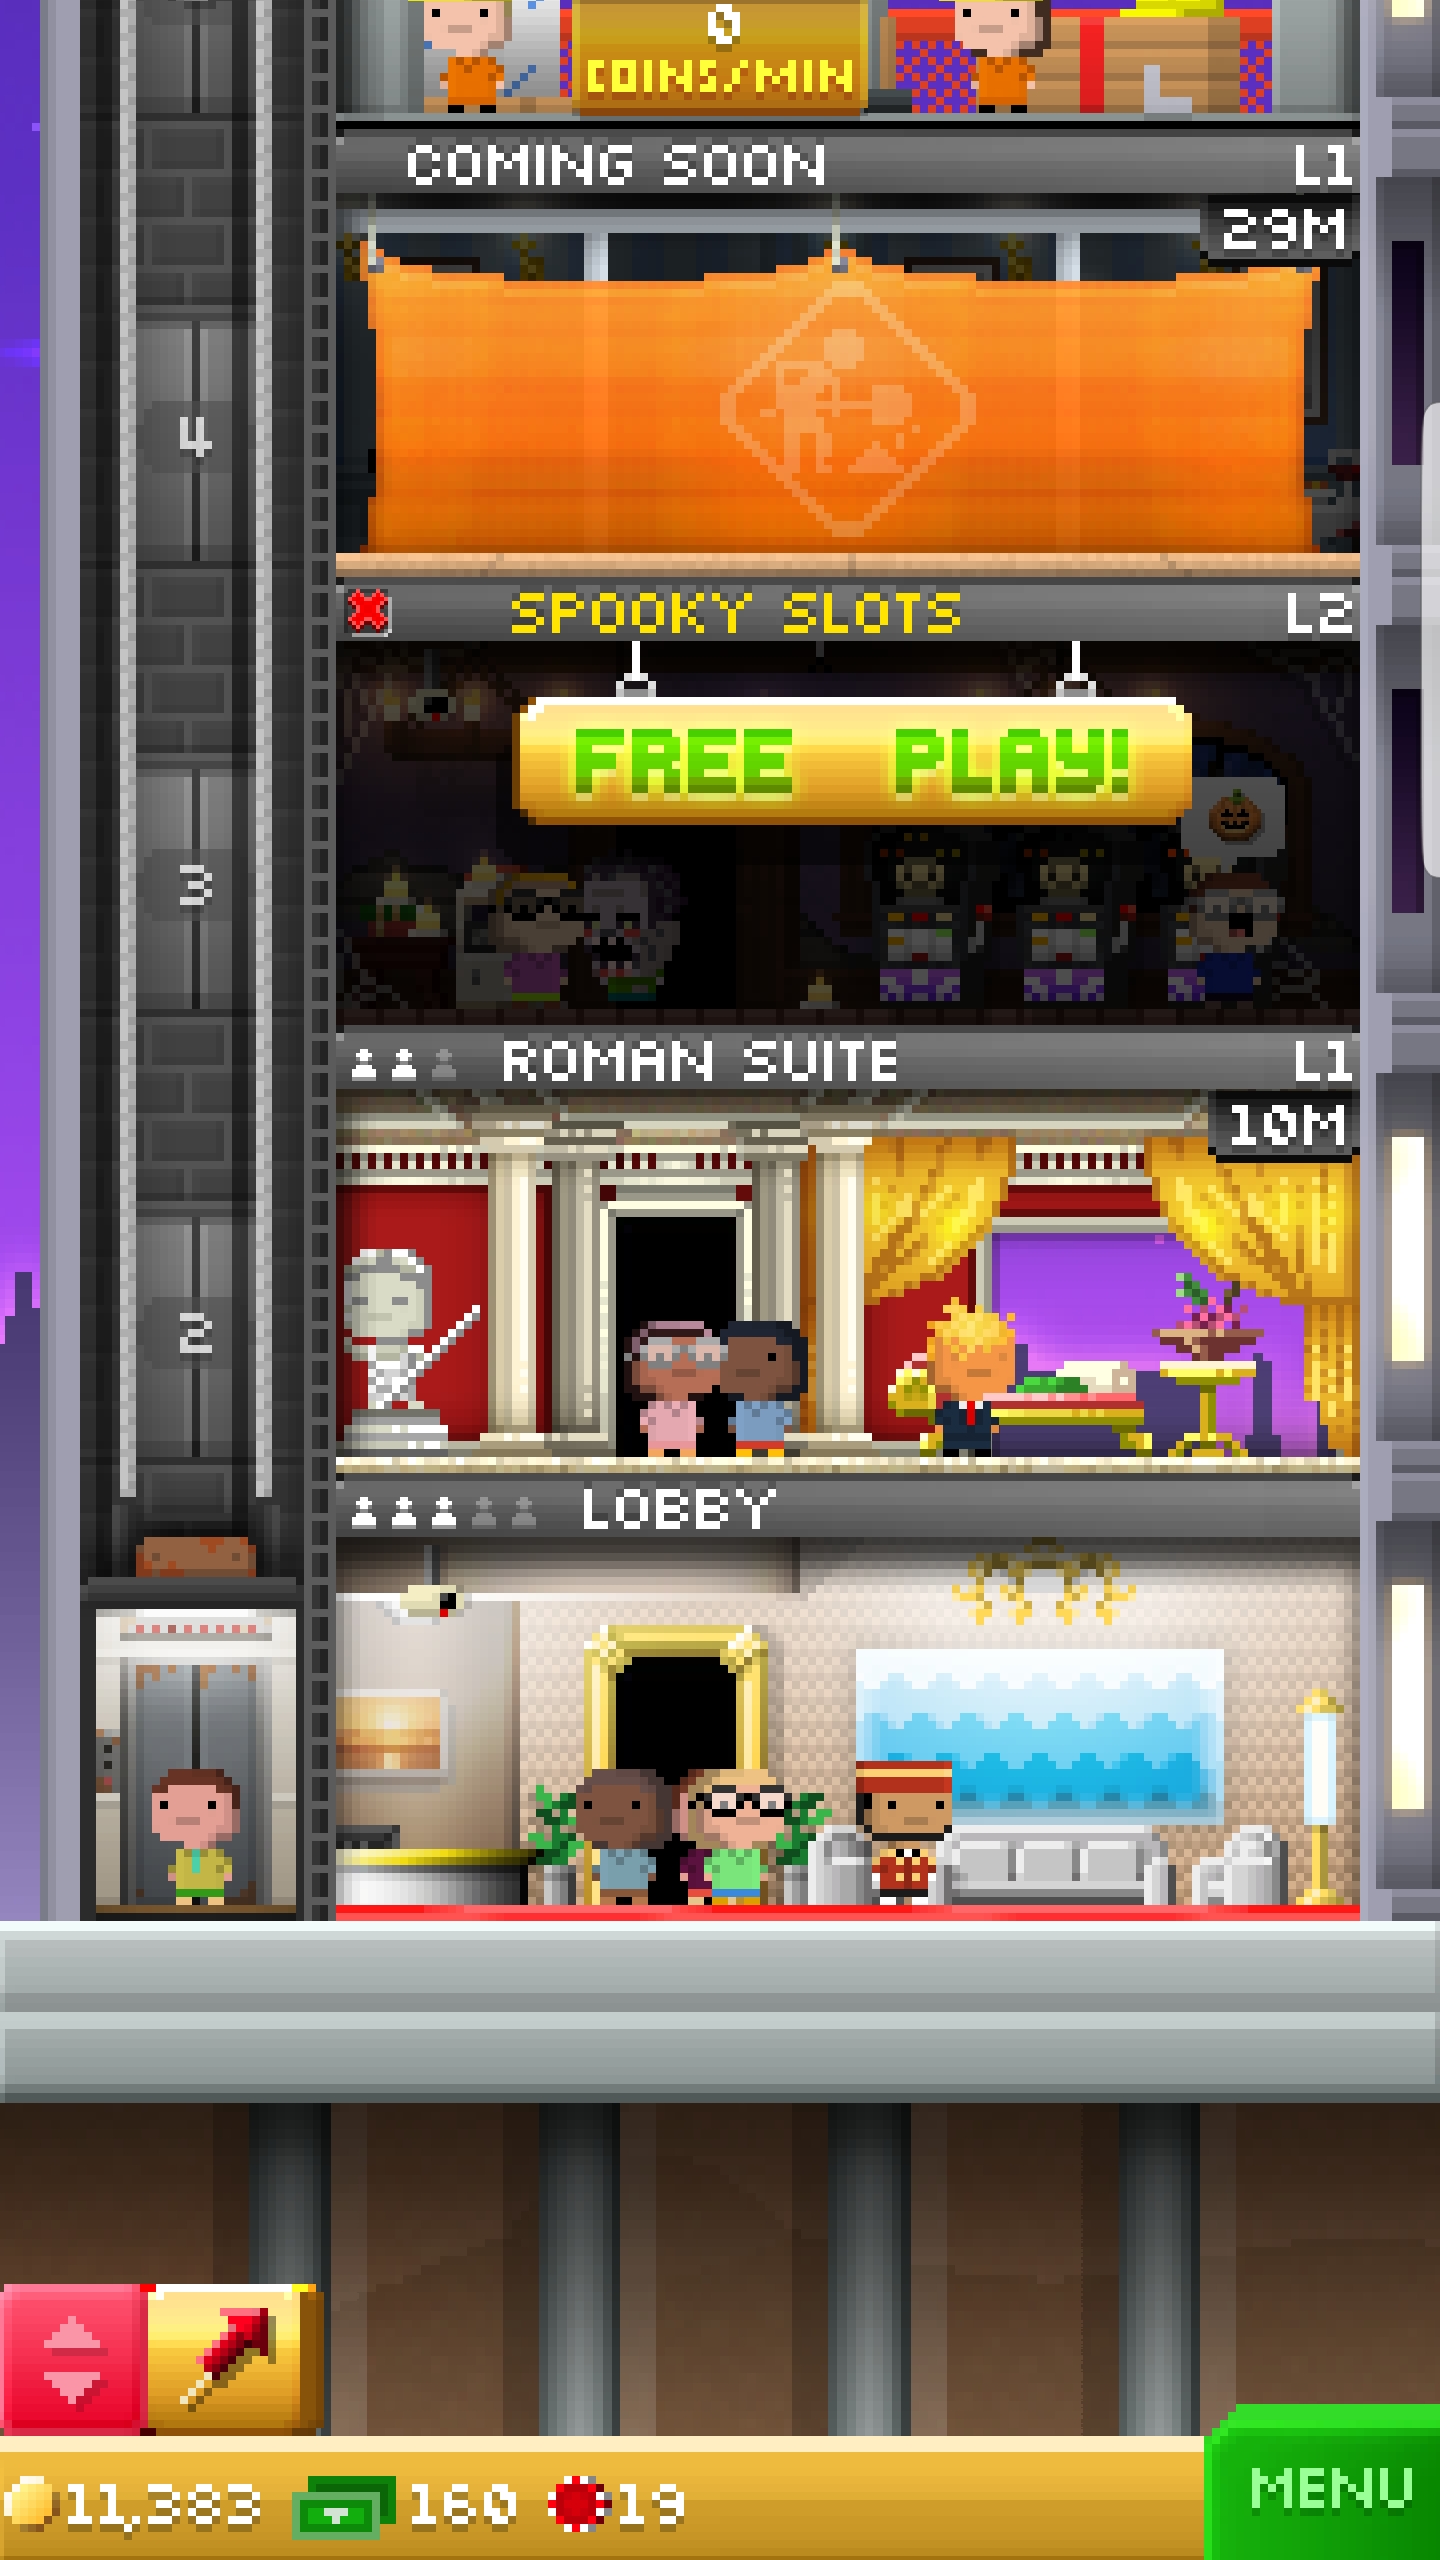 0
COINS/MIN
COMING SOON L1
29M
4
SPOOKY SLOTS L2
FREE PLAY!
3
ROMAN SUITE L1
10M
2
LOBBY
MENU
11,383 160 19